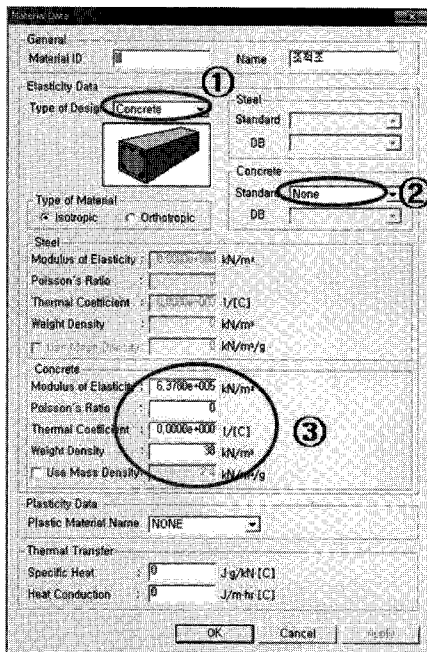 Material Data
General
Material ID Name 조적조
Elasticity Data
Type of Design Concrete
①
Steel
Standard
DB
Concrete
Standard None ②
DB
Type of Material
Isotropic Orthotropic
Steel
Modulus of Elasticity : kN/m²
Poisson's Ratio :
Thermal Coefficient : 1/[C]
Weight Density : kN/m³
Use Mass Density : kN/m³/g
Concrete
Modulus of Elasticity : 6.3780e+005 kN/m²
Poisson's Ratio : 0
Thermal Coefficient : 0.0000e+000 1/[C]
③
Weight Density : kN/m³
Use Mass Density : kN/m³/g
Plasticity Data
Plastic Material Name NONE
Thermal Transfer
Specific Heat : 0 J·g/kN·[C]
Heat Conduction : 0 J/m·hr·[C]
OK Cancel Apply